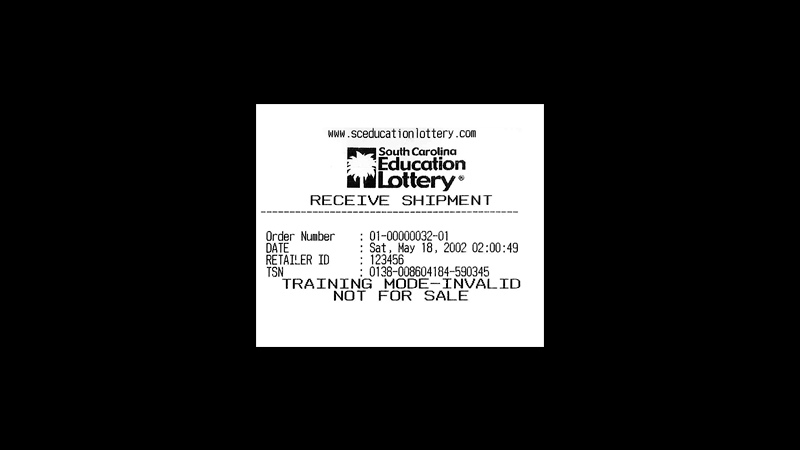 www.sceducationlottery.com
South Carolina
Education
Lottery®
RECEIVE SHIPMENT
Order Number : 01-00000032-01
DATE : Sat, May 18, 2002 02:00:49
RETAILER ID : 123456
TSN : 0138-008604184-590345
TRAINING MODE-INVALID
NOT FOR SALE